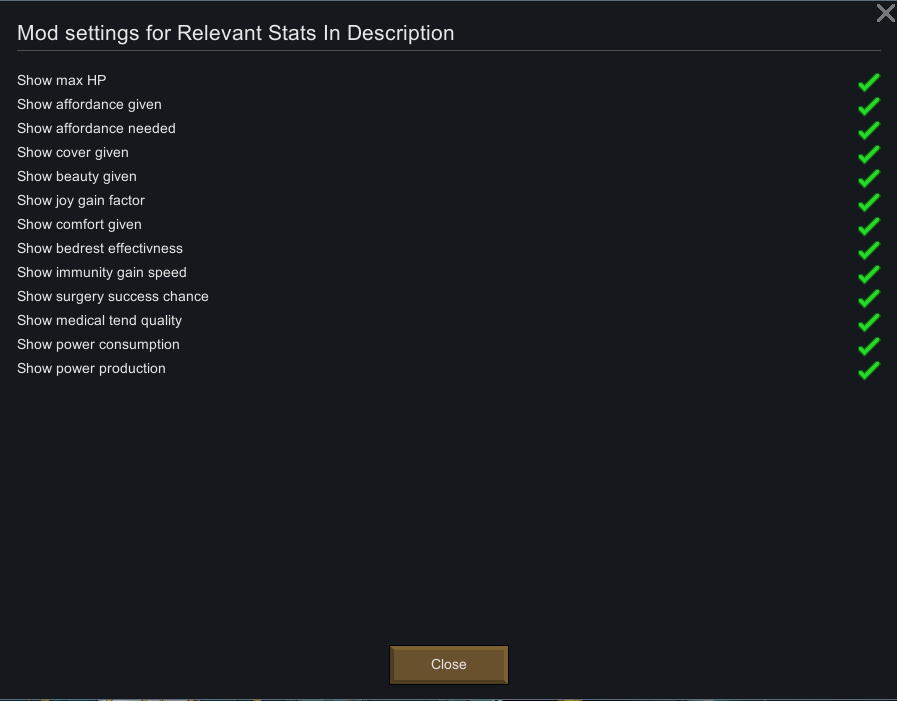 Mod settings for Relevant Stats In Description
Show max HP
Show affordance given
Show affordance needed
Show cover given
Show beauty given
Show joy gain factor
Show comfort given
Show bedrest effectivness
Show immunity gain speed
Show surgery success chance
Show medical tend quality
Show power consumption
Show power production
Close